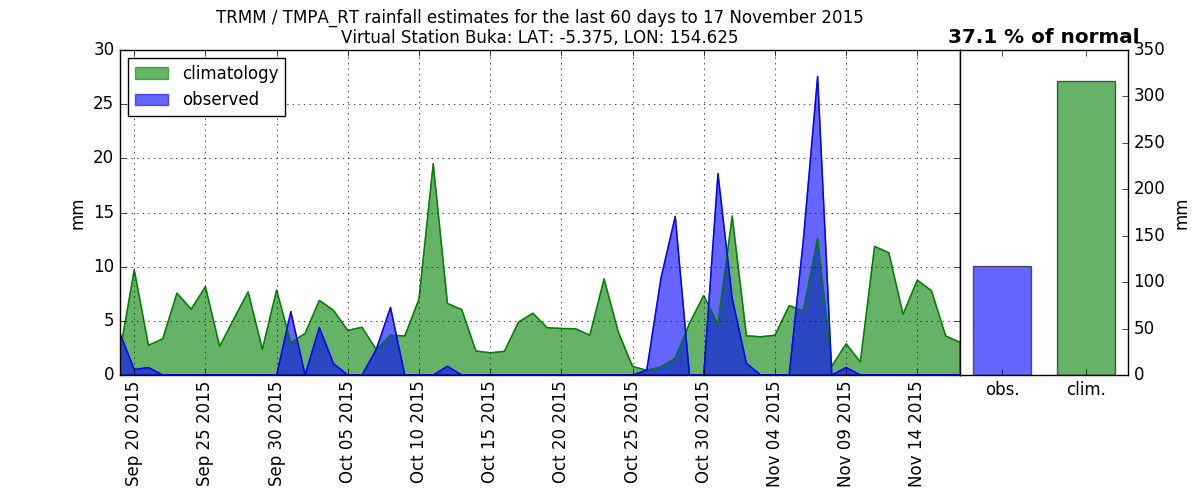 TRMM / TMPA_RT rainfall estimates for the last 60 days to 17 November 2015
Virtual Station Buka: LAT: -5.375, LON: 154.625
37.1 % of normal
climatology
observed
mm
30
25
20
15
10
5
0
Sep 20 2015
Sep 25 2015
Sep 30 2015
Oct 05 2015
Oct 10 2015
Oct 15 2015
Oct 20 2015
Oct 25 2015
Oct 30 2015
Nov 04 2015
Nov 09 2015
Nov 14 2015
350
300
250
200
150
100
50
0
mm
obs.
clim.